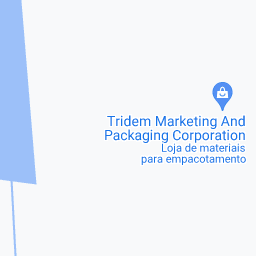 Tridem Marketing And
Packaging Corporation
Loja de materiais
para empacotamento